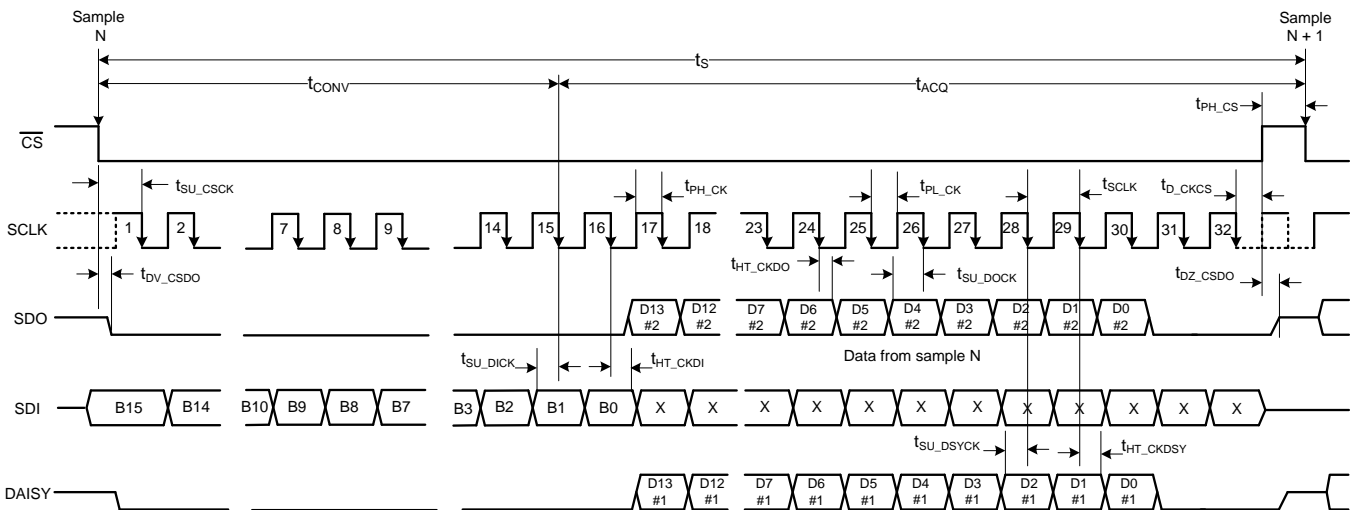 Sample
N
Sample
N + 1
tS
tCONV
tACQ
tPH_CS
CS
tSU_CSCK
tPH_CK
tPL_CK
tSCLK
tD_CKCS
SCLK
1 2 7 8 9 14 15 16 17 18 23 24 25 26 27 28 29 30 31 32
tDV_CSDO
tHT_CKDO
tSU_DOCK
tDZ_CSDO
SDO
D13 D12 D7 D6 D5 D4 D3 D2 D1 D0
#2 #2 #2 #2 #2 #2 #2 #2 #2 #2
tSU_DICK
tHT_CKDI
Data from sample N
SDI
B15 B14 B10 B9 B8 B7 B3 B2 B1 B0 X X X X X X X X X X X X
tSU_DSYCK
tHT_CKDSY
DAISY
D13 D12 D7 D6 D5 D4 D3 D2 D1 D0
#1 #1 #1 #1 #1 #1 #1 #1 #1 #1